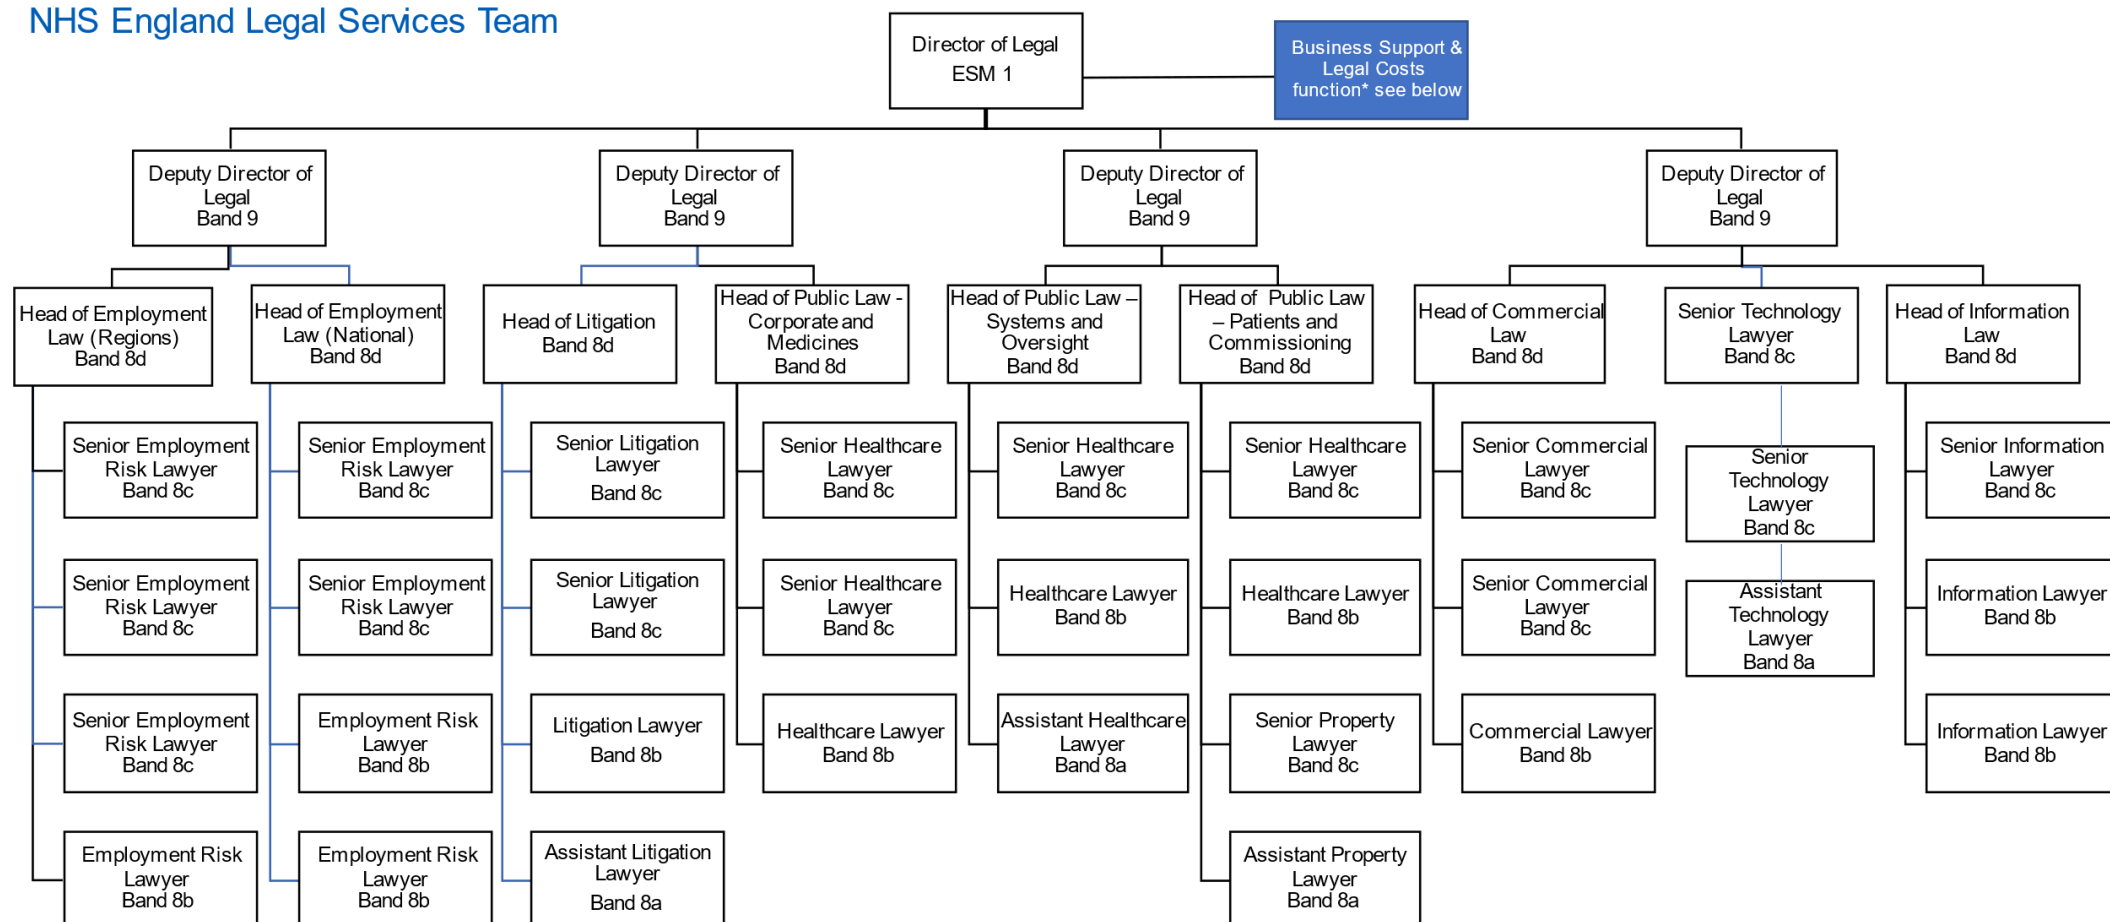 NHS England Legal Services Team
Director of Legal
ESM 1
Business Support &
Legal Costs
function* see below
Deputy Director of
Legal
Band 9
Deputy Director of
Legal
Band 9
Deputy Director of
Legal
Band 9
Deputy Director of
Legal
Band 9
Head of Employment
Law (Regions)
Band 8d
Head of Employment
Law (National)
Band 8d
Head of Litigation
Band 8d
Head of Public Law -
Corporate and
Medicines
Band 8d
Head of Public Law –
Systems and
Oversight
Band 8d
Head of Public Law
– Patients and
Commissioning
Band 8d
Head of Commercial
Law
Band 8d
Senior Technology
Lawyer
Band 8c
Head of Information
Law
Band 8d
Senior Employment
Risk Lawyer
Band 8c
Senior Employment
Risk Lawyer
Band 8c
Senior Litigation
Lawyer
Band 8c
Senior Healthcare
Lawyer
Band 8c
Senior Healthcare
Lawyer
Band 8c
Senior Healthcare
Lawyer
Band 8c
Senior Commercial
Lawyer
Band 8c
Senior
Technology
Lawyer
Band 8c
Senior Information
Lawyer
Band 8c
Senior Employment
Risk Lawyer
Band 8c
Senior Employment
Risk Lawyer
Band 8c
Senior Litigation
Lawyer
Band 8c
Senior Healthcare
Lawyer
Band 8c
Healthcare Lawyer
Band 8b
Healthcare Lawyer
Band 8b
Senior Commercial
Lawyer
Band 8c
Assistant
Technology
Lawyer
Band 8a
Information Lawyer
Band 8b
Senior Employment
Risk Lawyer
Band 8c
Employment Risk
Lawyer
Band 8b
Litigation Lawyer
Band 8b
Healthcare Lawyer
Band 8b
Assistant Healthcare
Lawyer
Band 8a
Senior Property
Lawyer
Band 8c
Commercial Lawyer
Band 8b
Information Lawyer
Band 8b
Employment Risk
Lawyer
Band 8b
Employment Risk
Lawyer
Band 8b
Assistant Litigation
Lawyer
Band 8a
Assistant Property
Lawyer
Band 8a